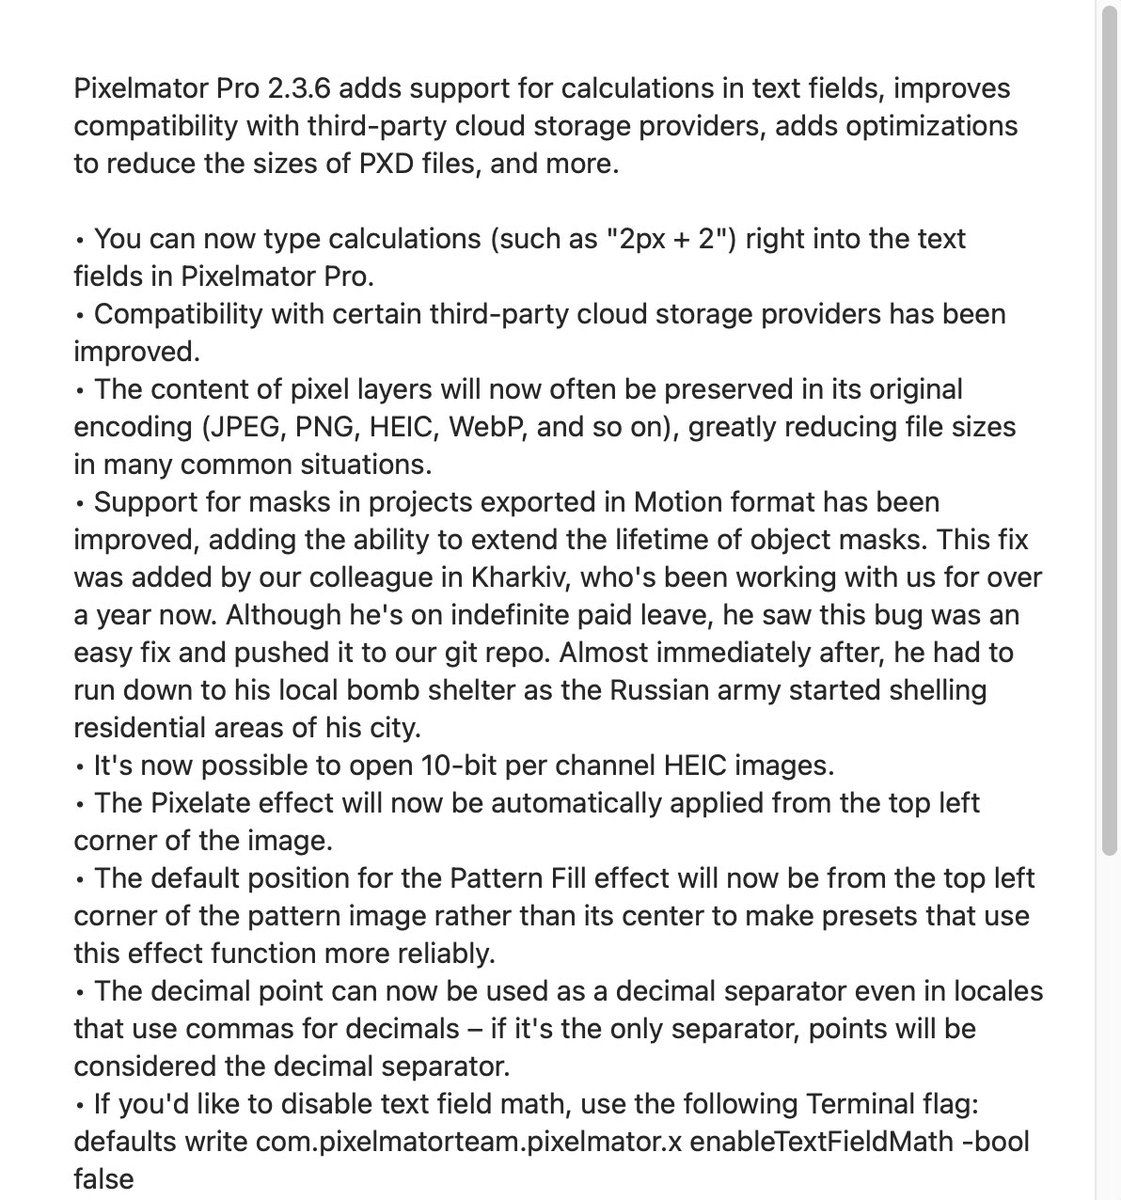 Pixelmator Pro 2.3.6 adds support for calculations in text fields, improves
compatibility with third-party cloud storage providers, adds optimizations
to reduce the sizes of PXD files, and more.
• You can now type calculations (such as "2px + 2") right into the text
fields in Pixelmator Pro.
• Compatibility with certain third-party cloud storage providers has been
improved.
• The content of pixel layers will now often be preserved in its original
encoding (JPEG, PNG, HEIC, WebP, and so on), greatly reducing file sizes
in many common situations.
• Support for masks in projects exported in Motion format has been
improved, adding the ability to extend the lifetime of object masks. This fix
was added by our colleague in Kharkiv, who's been working with us for over
a year now. Although he's on indefinite paid leave, he saw this bug was an
easy fix and pushed it to our git repo. Almost immediately after, he had to
run down to his local bomb shelter as the Russian army started shelling
residential areas of his city.
• It's now possible to open 10-bit per channel HEIC images.
• The Pixelate effect will now be automatically applied from the top left
corner of the image.
• The default position for the Pattern Fill effect will now be from the top left
corner of the pattern image rather than its center to make presets that use
this effect function more reliably.
• The decimal point can now be used as a decimal separator even in locales
that use commas for decimals – if it's the only separator, points will be
considered the decimal separator.
• If you'd like to disable text field math, use the following Terminal flag:
defaults write com.pixelmatorteam.pixelmator.x enableTextFieldMath -bool
false